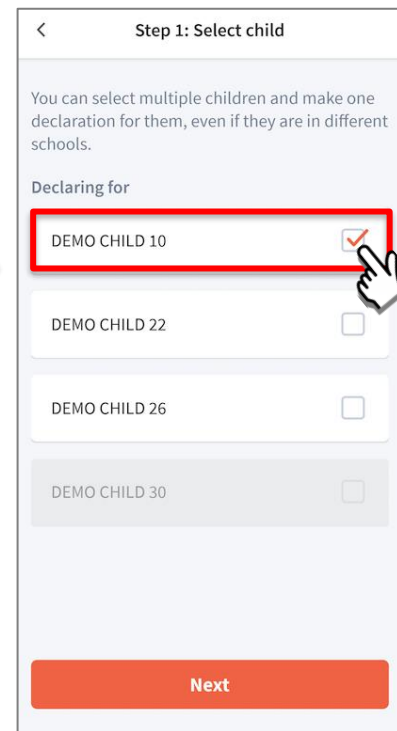 Step 1: Select child
You can select multiple children and make one
declaration for them, even if they are in different
schools.
Declaring for
DEMO CHILD 10
DEMO CHILD 22
DEMO CHILD 26
DEMO CHILD 30
Next